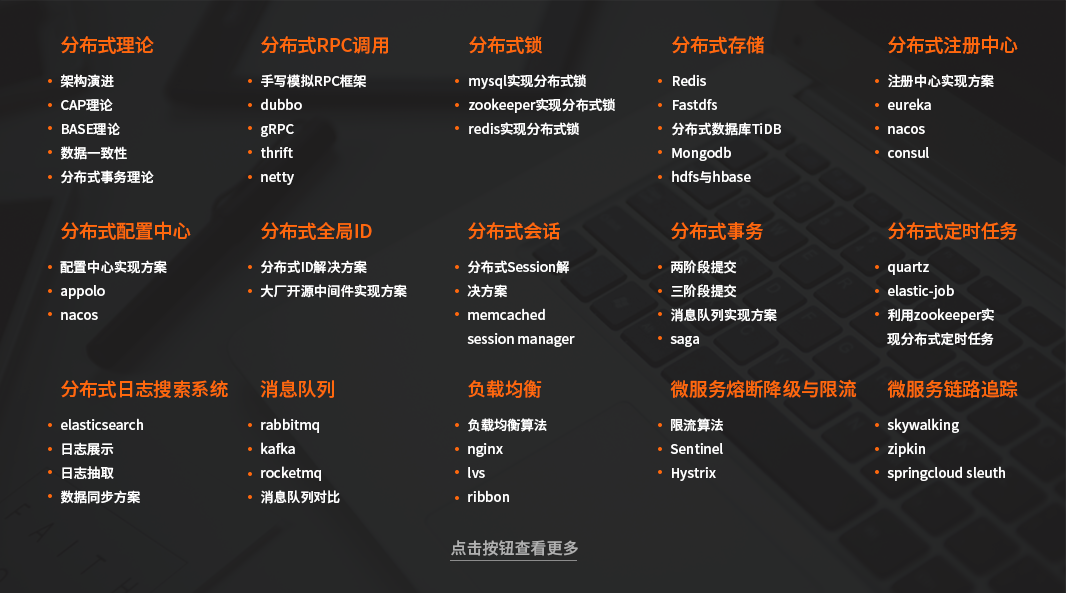 分布式理论
架构演进
CAP理论
BASE理论
数据一致性
分布式事务理论
分布式RPC调用
手写模拟RPC框架
dubbo
gRPC
thrift
netty
分布式锁
mysql实现分布式锁
zookeeper实现分布式锁
redis实现分布式锁
分布式存储
Redis
Fastdfs
分布式数据库TiDB
Mongodb
hdfs与hbase
分布式注册中心
注册中心实现方案
eureka
nacos
consul
分布式配置中心
配置中心实现方案
appolo
nacos
分布式全局ID
分布式ID解决方案
大厂开源中间件实现方案
分布式会话
分布式Session解
决方案
memcached
session manager
分布式事务
两阶段提交
三阶段提交
消息队列实现方案
saga
分布式定时任务
quartz
elastic-job
利用zookeeper实
现分布式定时任务
分布式日志搜索系统
elasticsearch
日志展示
日志抽取
数据同步方案
消息队列
rabbitmq
kafka
rocketmq
消息队列对比
负载均衡
负载均衡算法
nginx
lvs
ribbon
微服务熔断降级与限流
限流算法
Sentinel
Hystrix
微服务链路追踪
skywalking
zipkin
springcloud sleuth
点击按钮查看更多